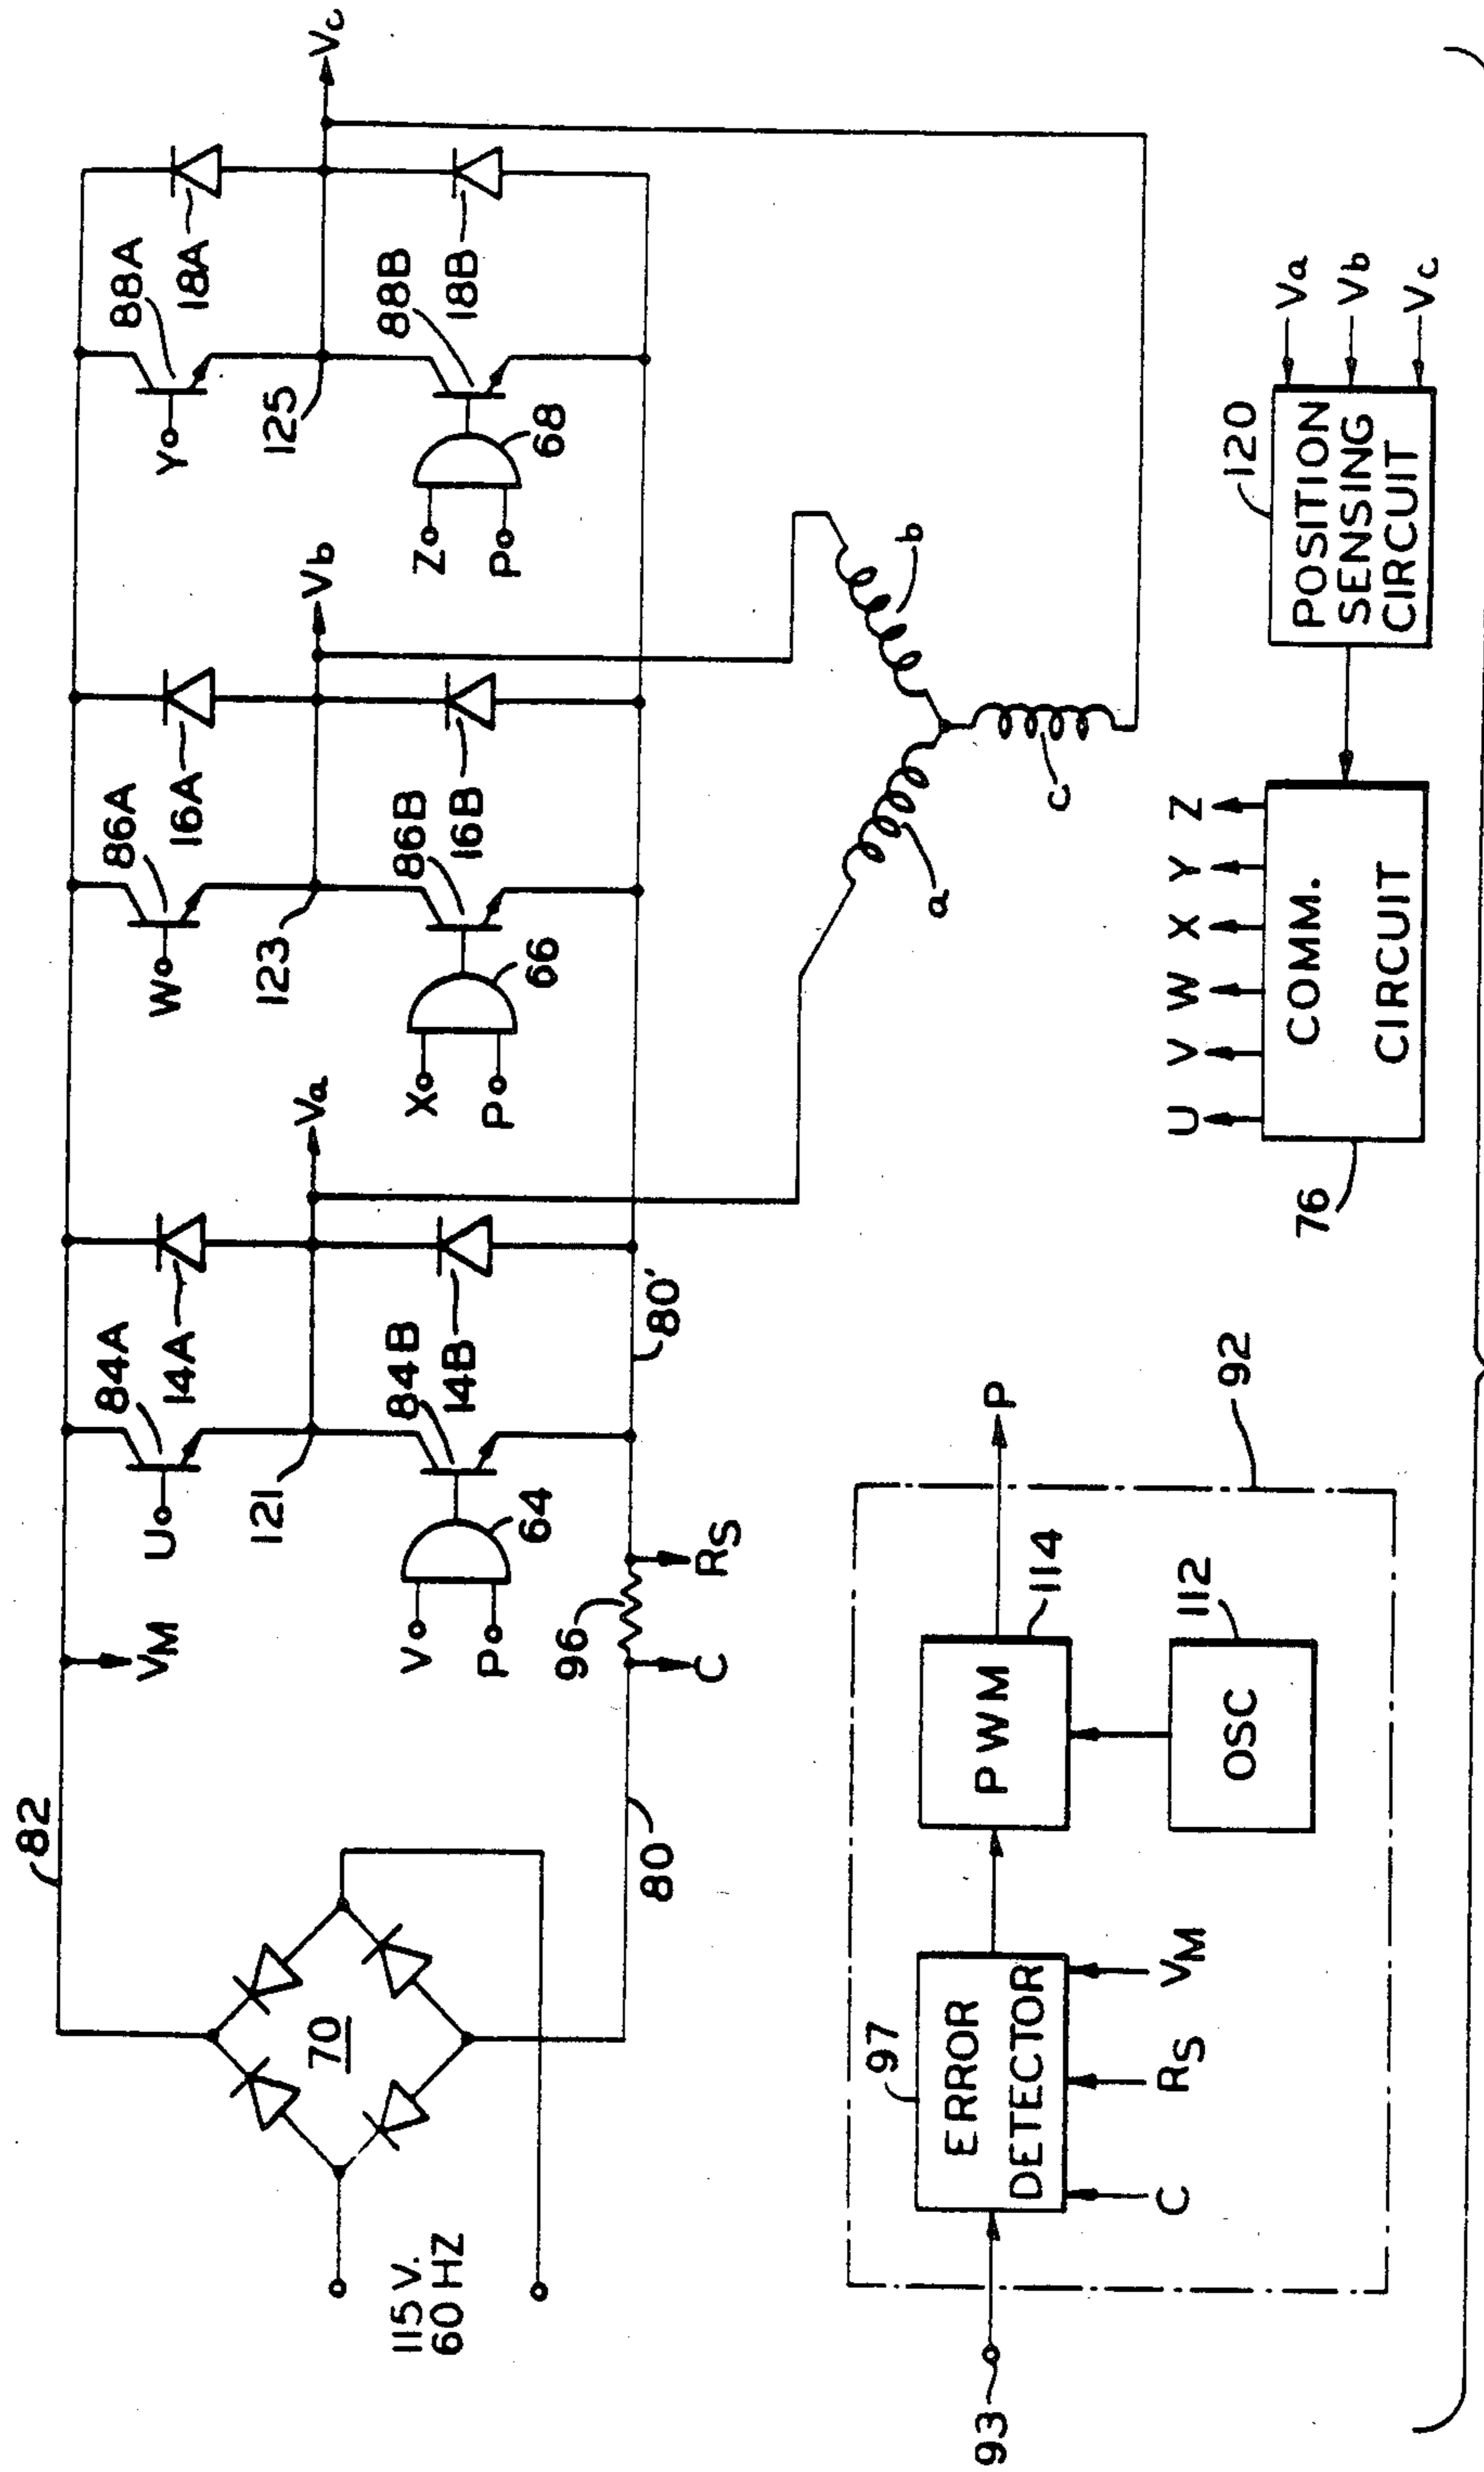 82
VM
U
84A
14A
121
Va
W
86A
16A
123
Vb
Y
88A
18A
125
Vc
70
115 V.
60 HZ
80
96
C
RS
V
P
64
84B
14B
80'
X
P
66
86B
16B
Z
P
68
88B
18B
a
b
c
93
97
ERROR
DETECTOR
C
RS
VM
PWM
114
OSC
112
P
92
76
U V W X Y Z
COMM.
CIRCUIT
120
POSITION
SENSING
CIRCUIT
Va
Vb
Vc